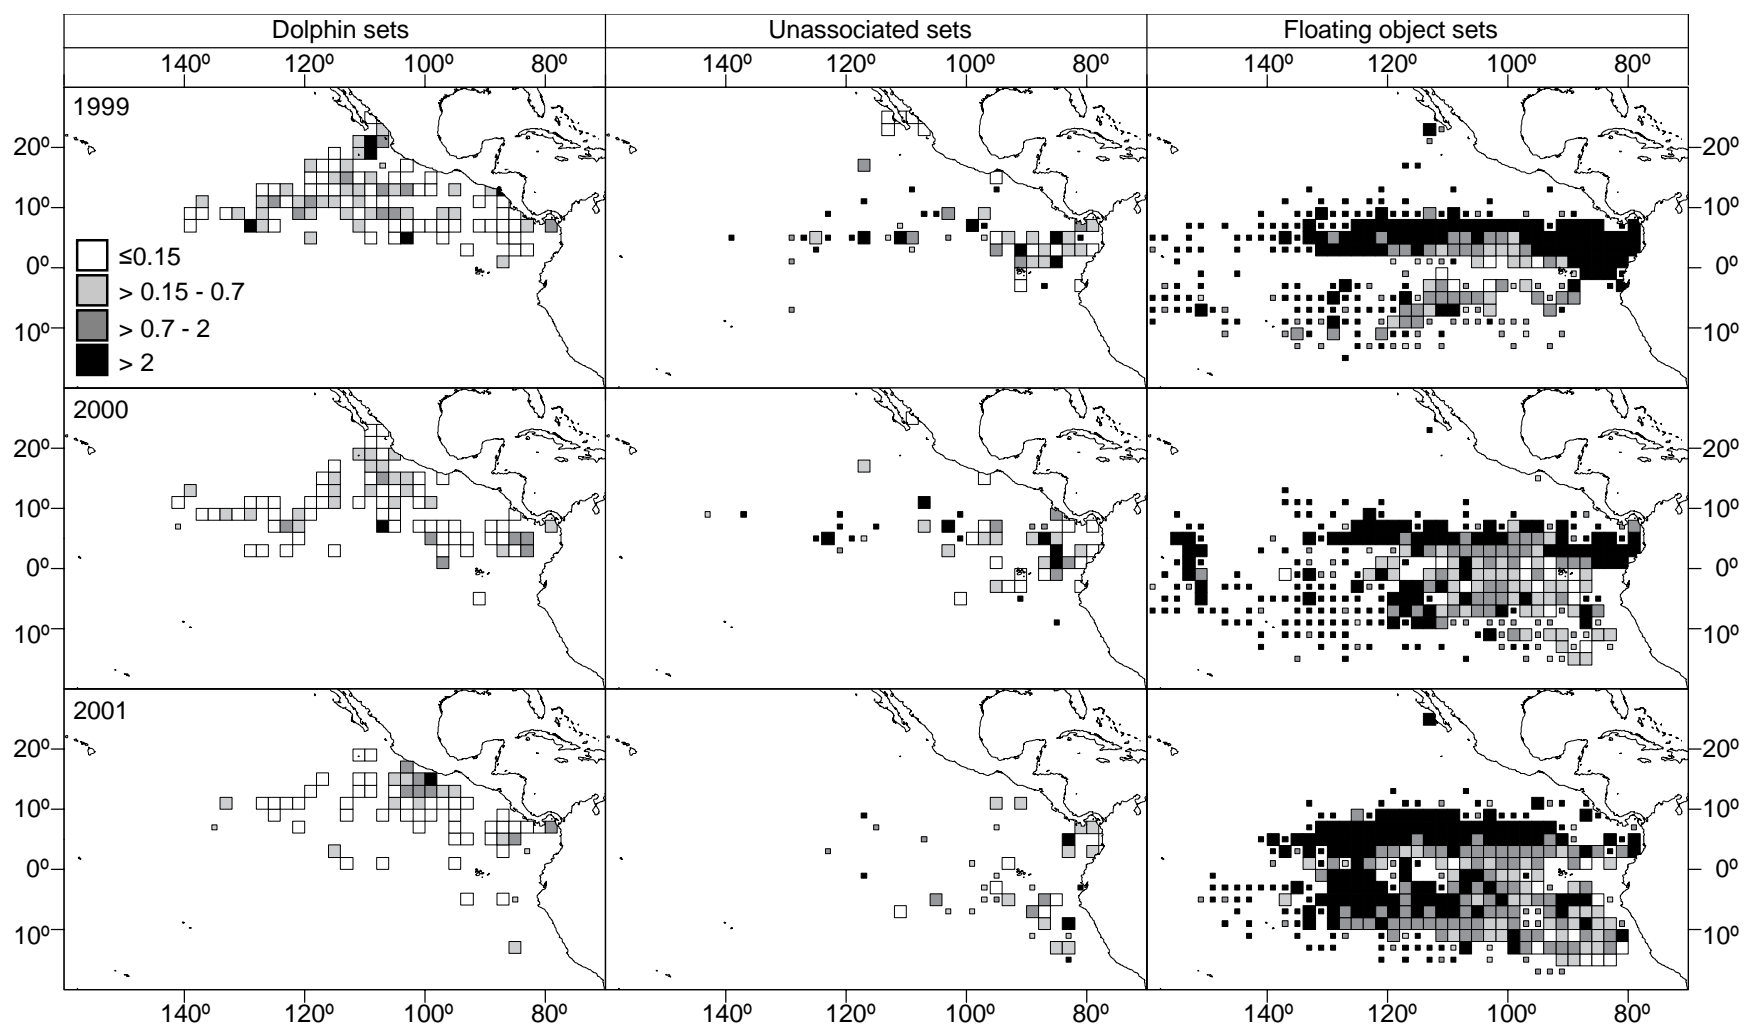 Dolphin sets Unassociated sets Floating object sets
140º 120º 100º 80º 140º 120º 100º 80º 140º 120º 100º 80º
1999
20º 20º
10º 10º
≤0.15
0º 0º
> 0.15 - 0.7
> 0.7 - 2
10º 10º
> 2
2000
20º 20º
10º 10º
0º 0º
10º 10º
2001
20º 20º
10º 10º
0º 0º
10º 10º
140º 120º 100º 80º 140º 120º 100º 80º 140º 120º 100º 80º